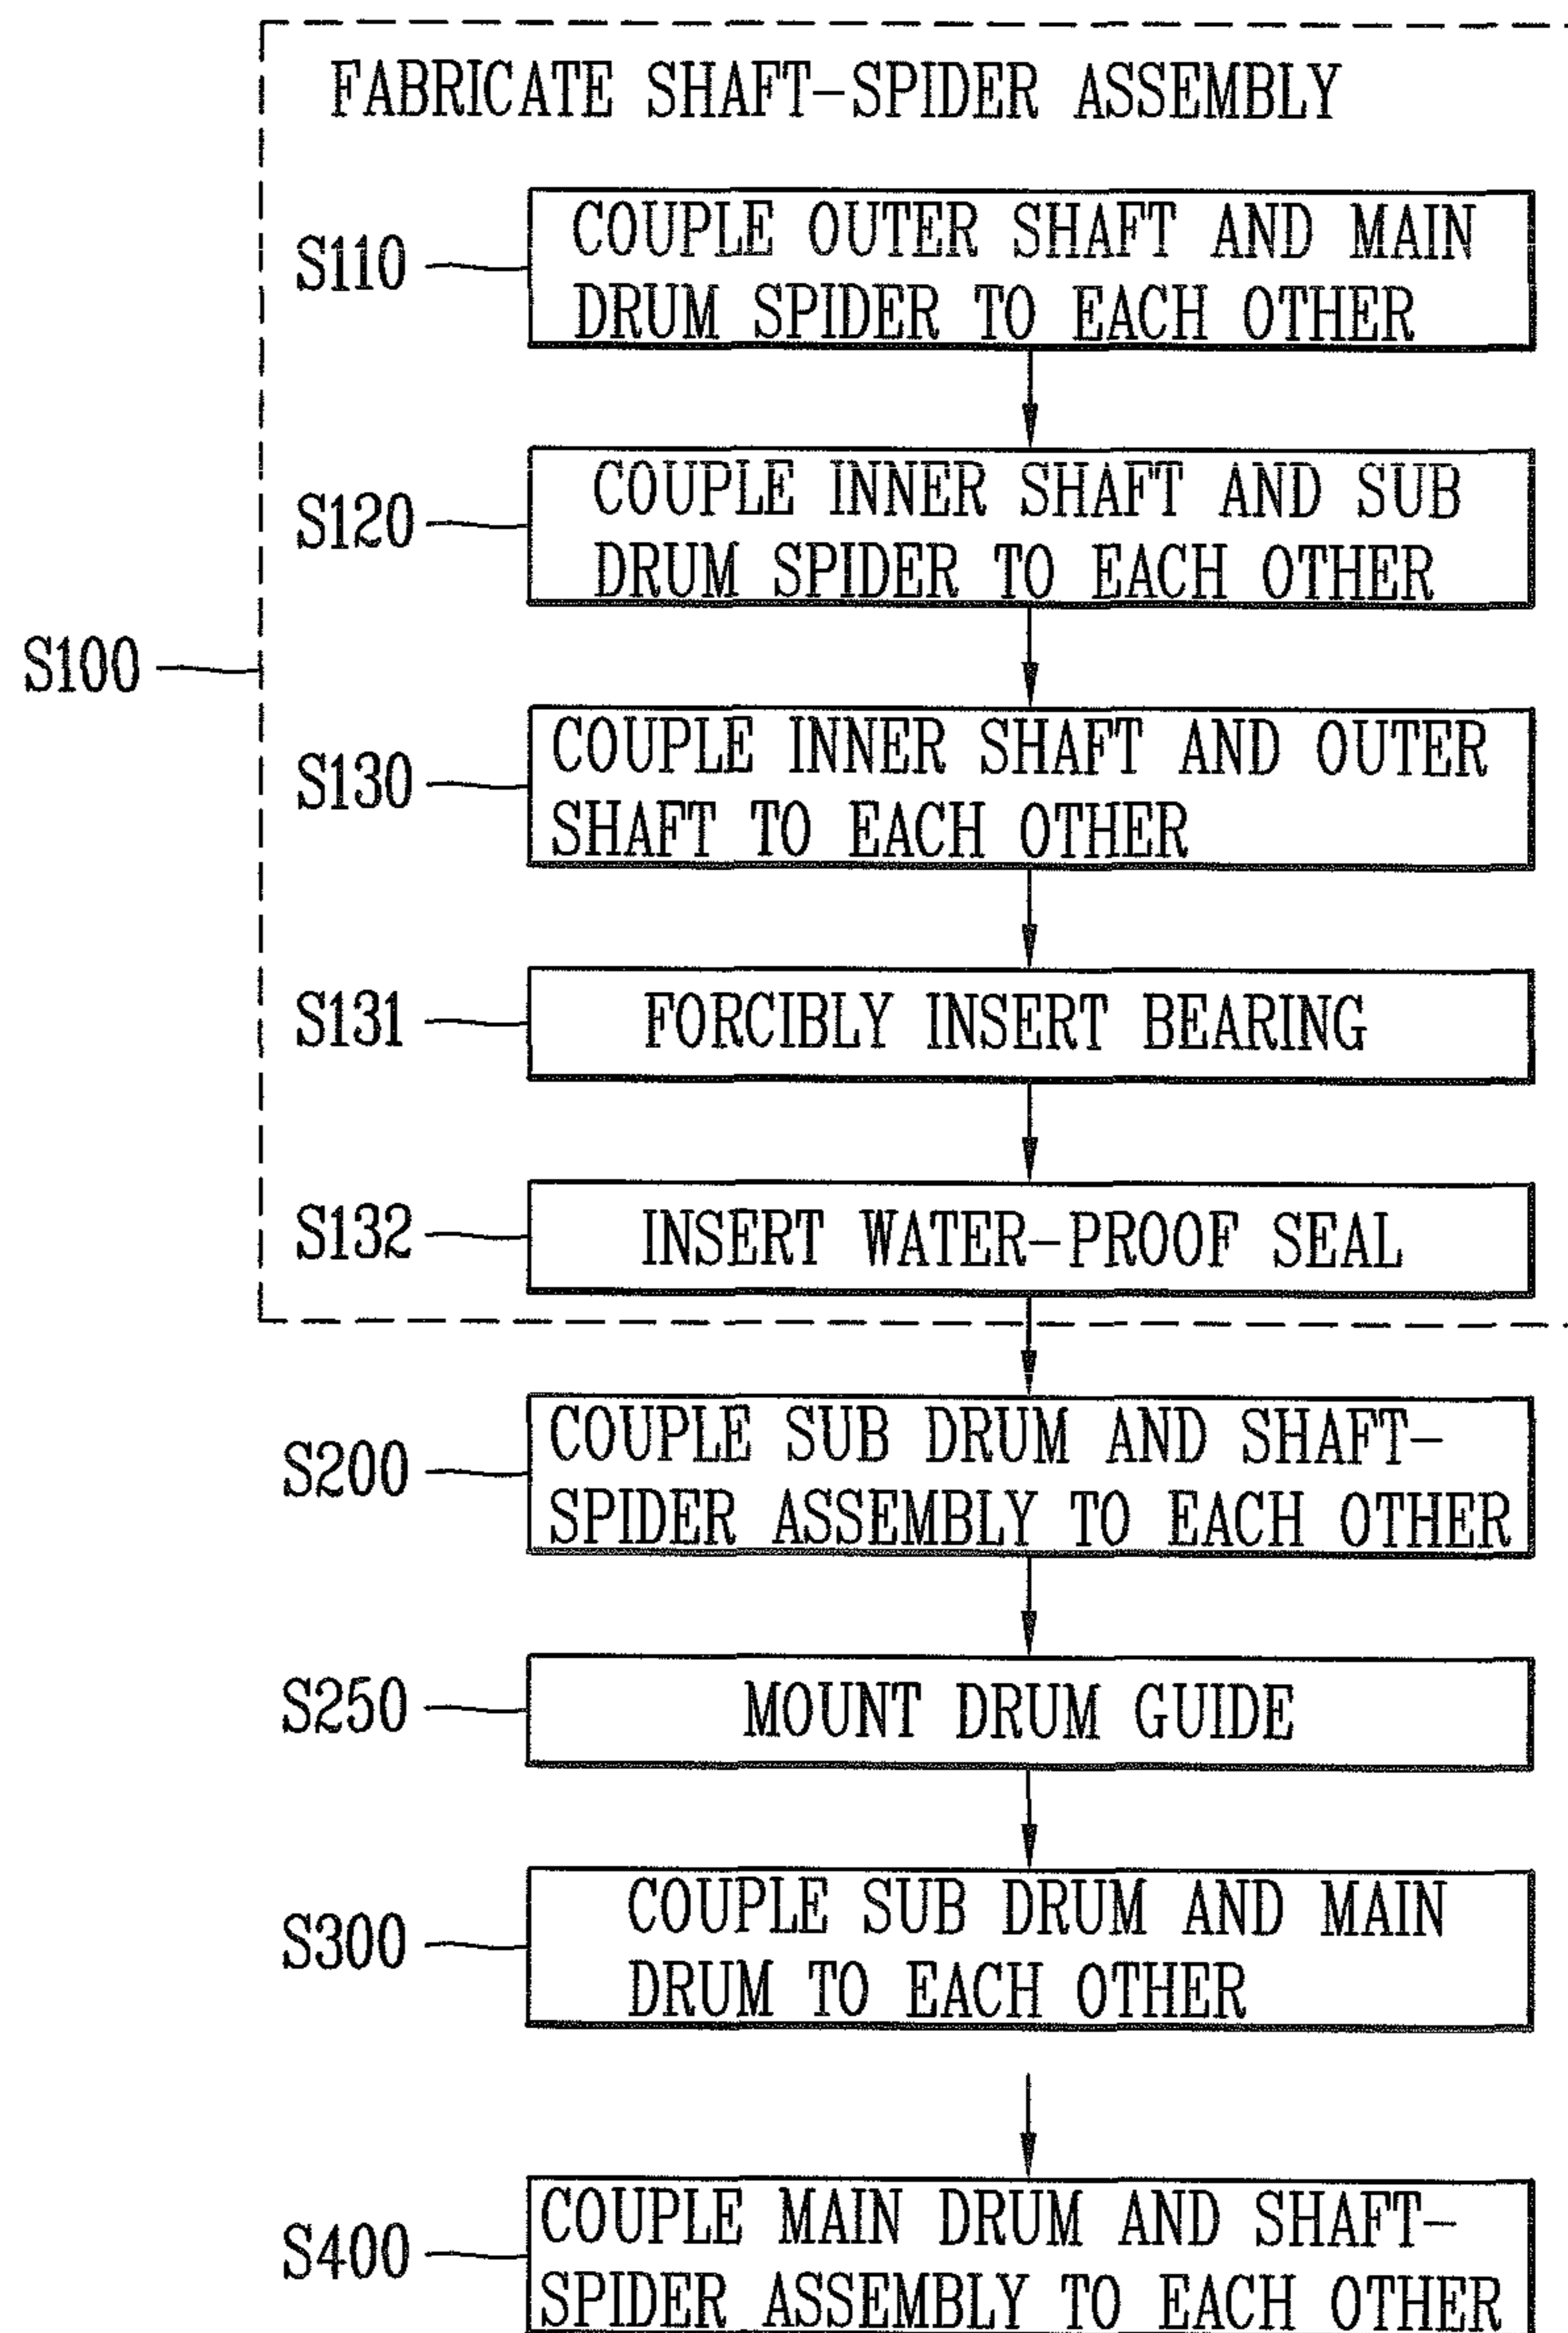 FABRICATE SHAFT-SPIDER ASSEMBLY
S110
COUPLE OUTER SHAFT AND MAIN
DRUM SPIDER TO EACH OTHER
S120
COUPLE INNER SHAFT AND SUB
DRUM SPIDER TO EACH OTHER
S100
S130
COUPLE INNER SHAFT AND OUTER
SHAFT TO EACH OTHER
S131
FORCIBLY INSERT BEARING
S132
INSERT WATER-PROOF SEAL
S200
COUPLE SUB DRUM AND SHAFT-
SPIDER ASSEMBLY TO EACH OTHER
S250
MOUNT DRUM GUIDE
S300
COUPLE SUB DRUM AND MAIN
DRUM TO EACH OTHER
S400
COUPLE MAIN DRUM AND SHAFT-
SPIDER ASSEMBLY TO EACH OTHER